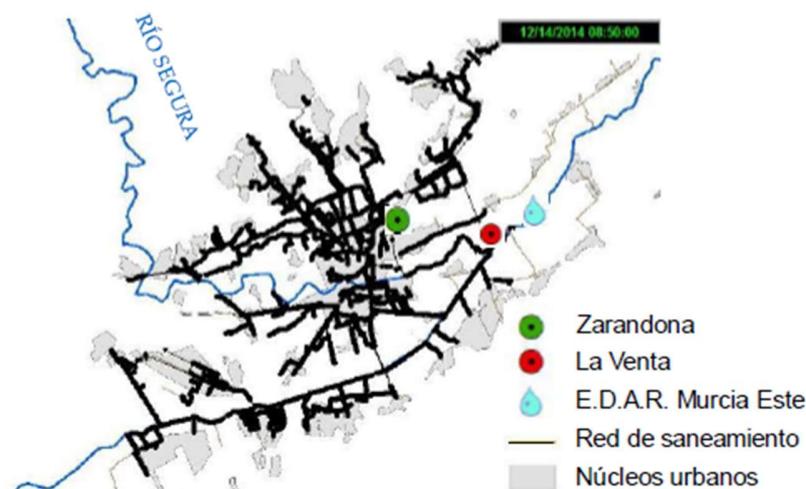 RÍO SEGURA
12/14/2014 08:50:00
Zarandona
La Venta
E.D.A.R. Murcia Este
Red de saneamiento
Núcleos urbanos